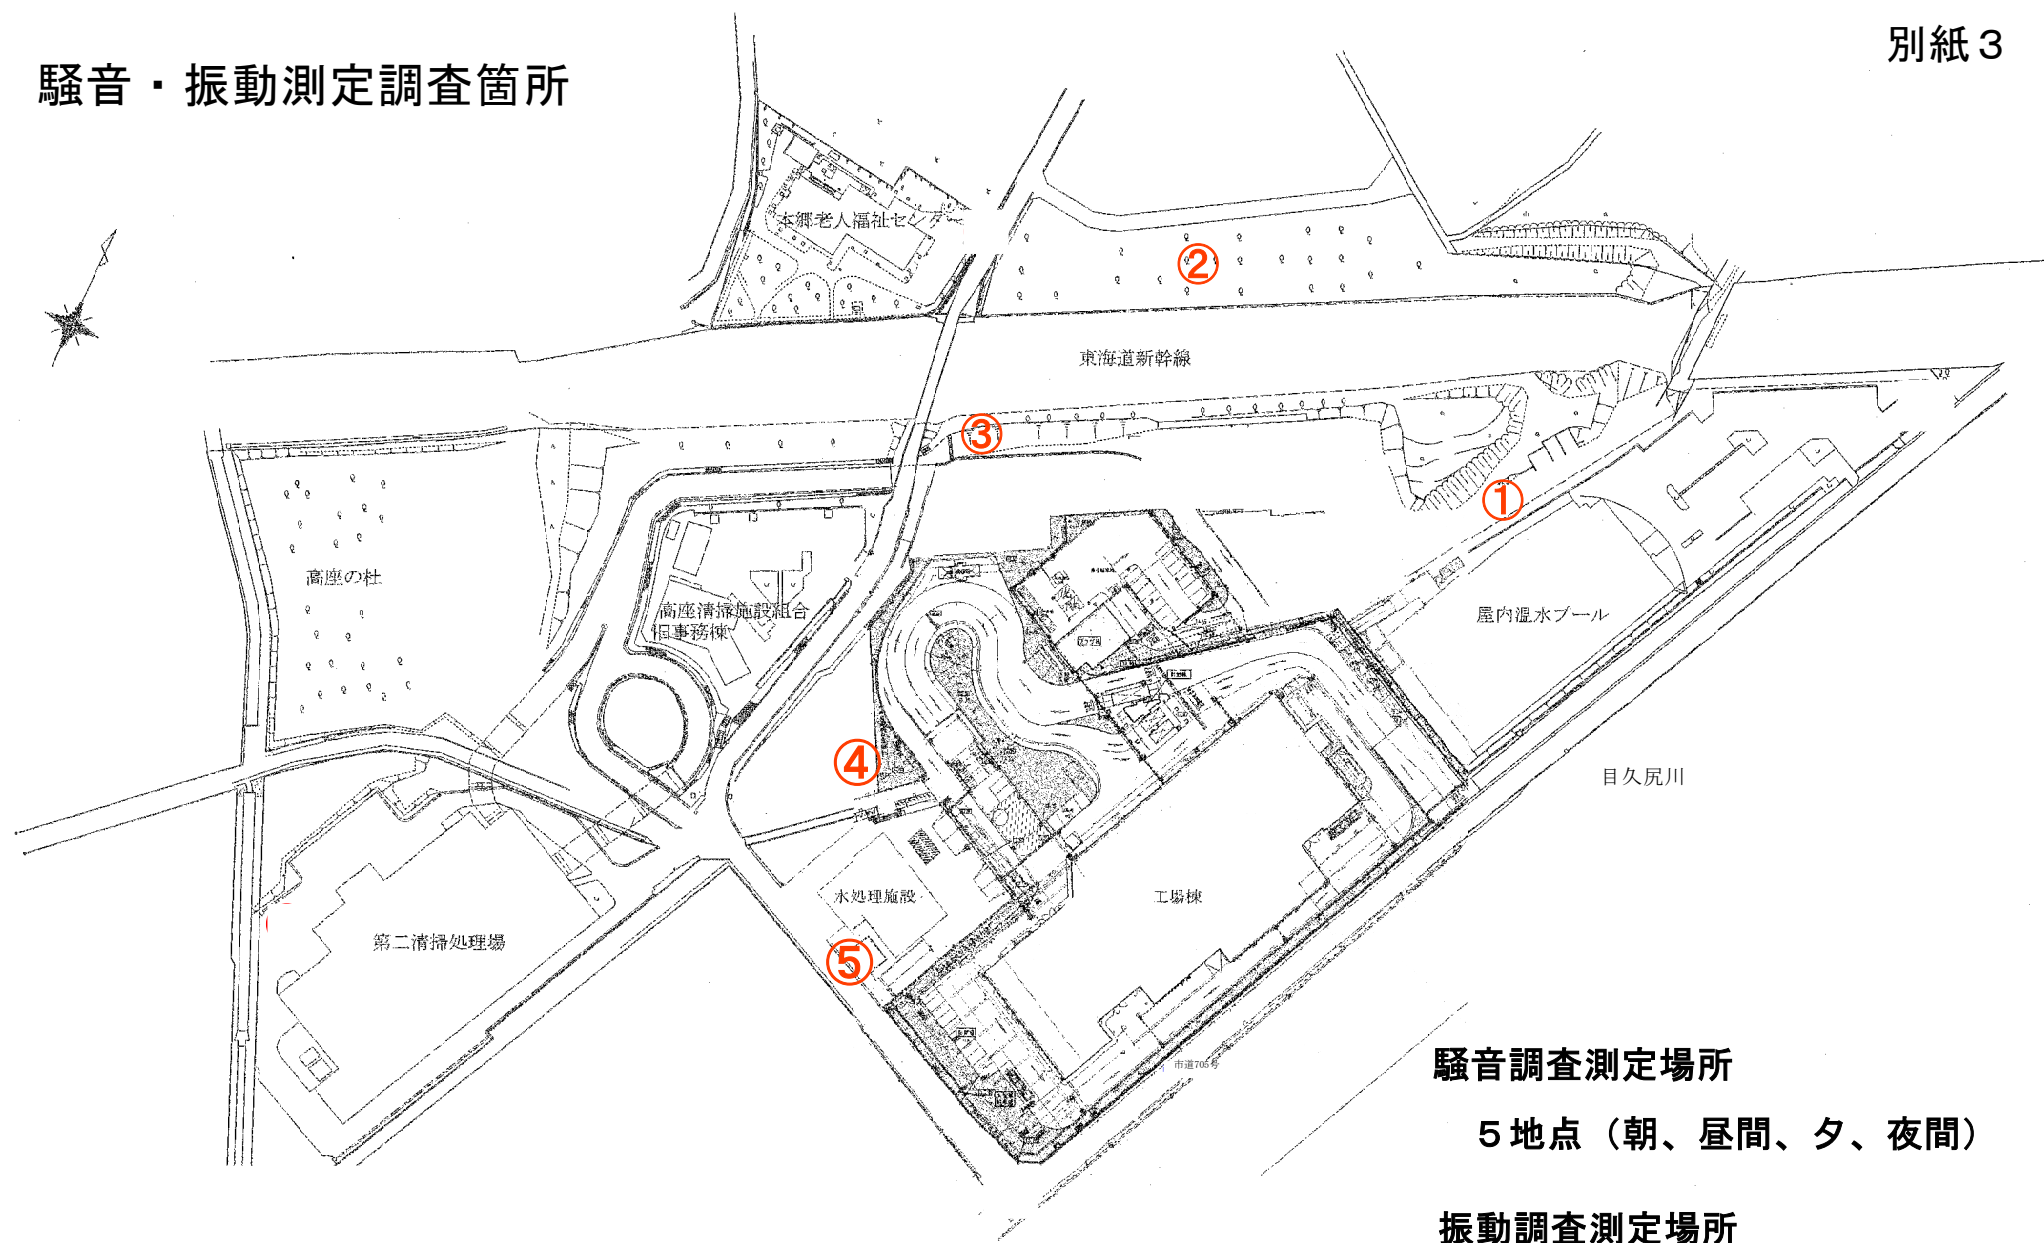 別紙３
騒音・振動測定調査箇所
本郷老人福祉センター
②
東海道新幹線
③
①
高座の杜
高座清掃施設組合
旧事務棟
屋内温水プール
④
目久尻川
水処理施設
工場棟
第二清掃処理場
⑤
市道705号
騒音調査測定場所
５地点（朝、昼間、夕、夜間）
振動調査測定場所